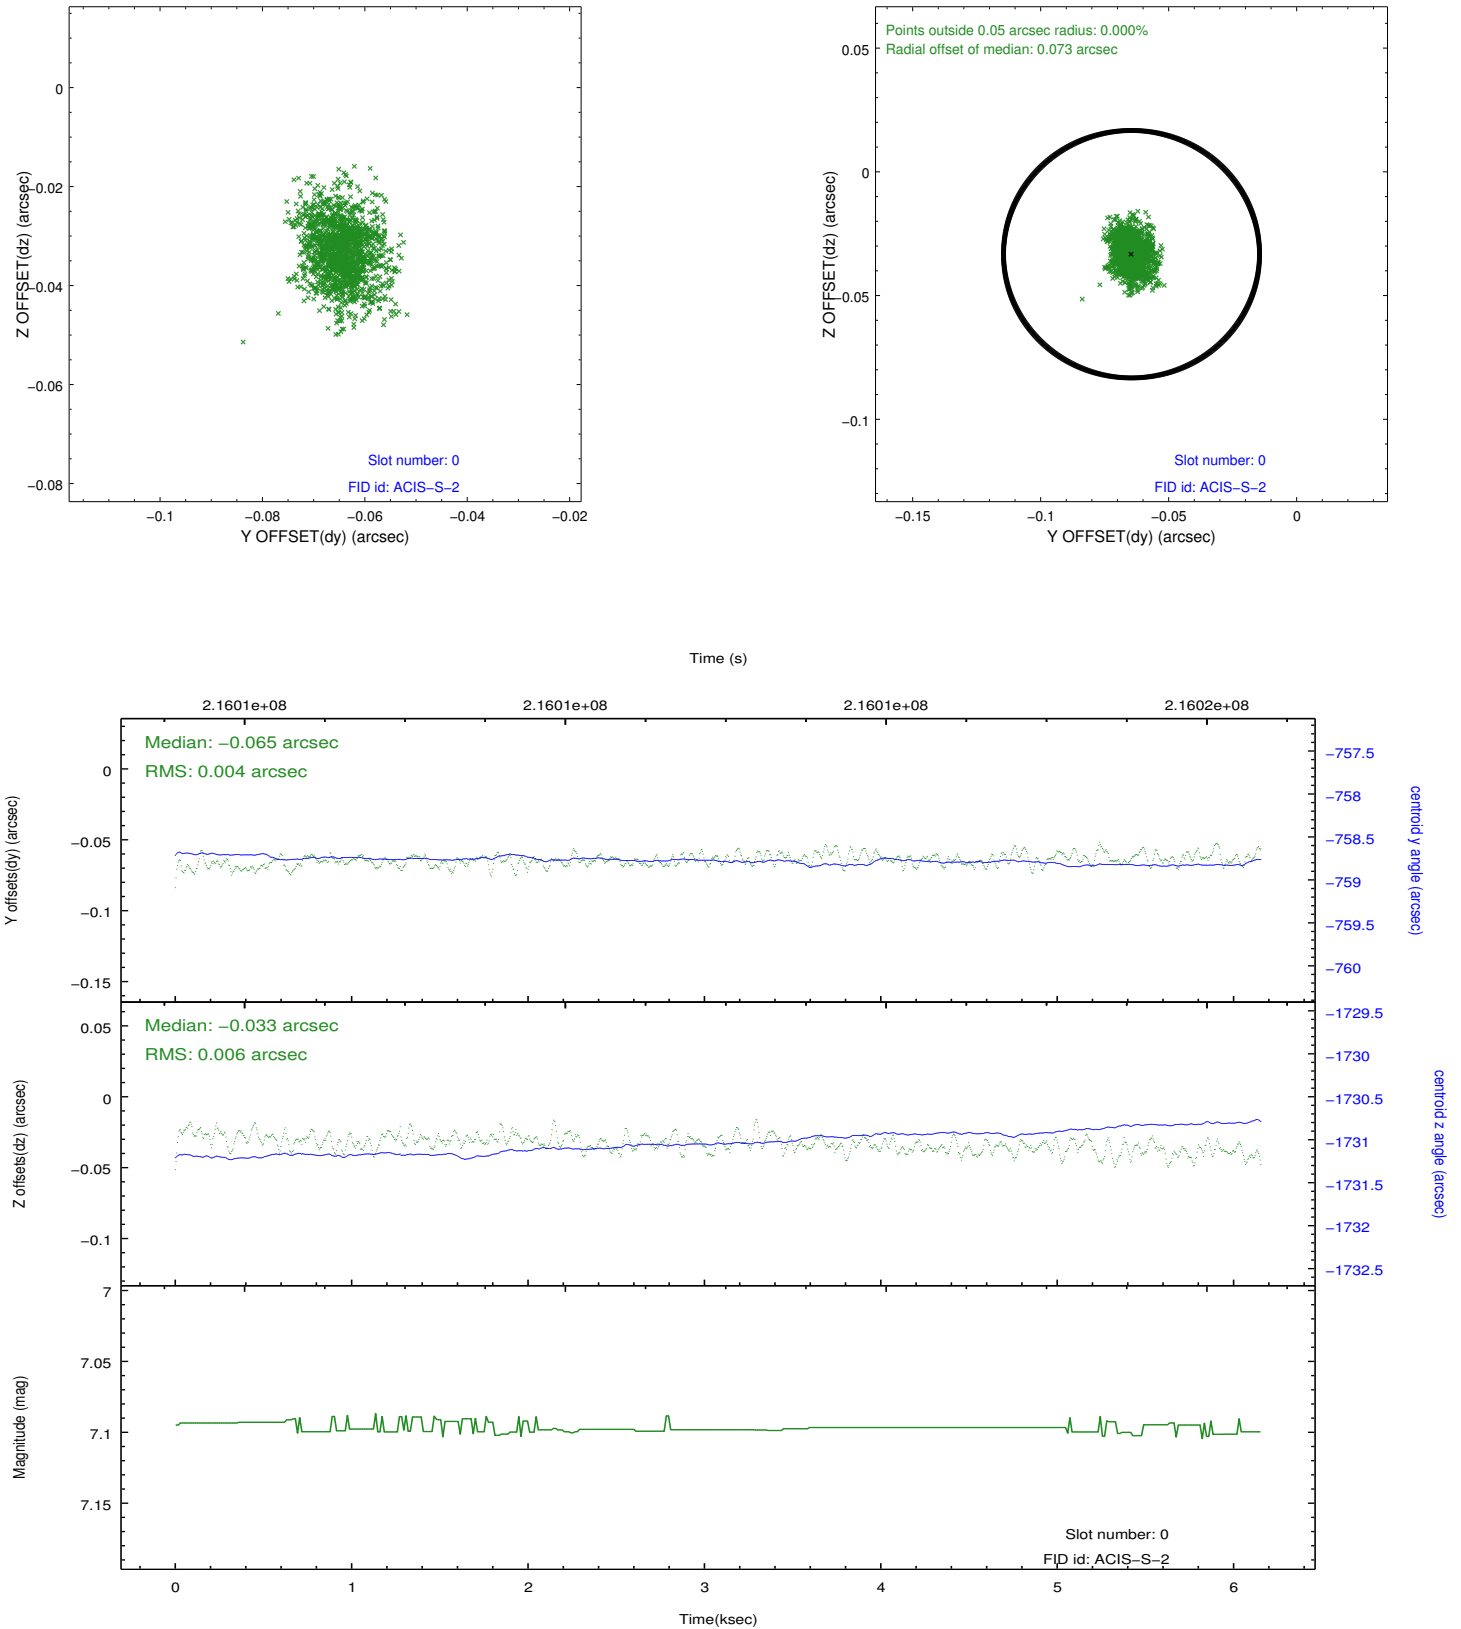 0
−0.02
−0.04
−0.06
−0.08
Z OFFSET(dz) (arcsec)
Slot number: 0
FID id: ACIS−S−2
−0.1
−0.08
−0.06
−0.04
−0.02
Y OFFSET(dy) (arcsec)
Points outside 0.05 arcsec radius: 0.000%
Radial offset of median: 0.073 arcsec
0.05
0
−0.05
−0.1
Z OFFSET(dz) (arcsec)
Slot number: 0
FID id: ACIS−S−2
−0.15
−0.1
−0.05
0
Y OFFSET(dy) (arcsec)
Time (s)
2.1601e+08
2.1601e+08
2.1601e+08
2.1602e+08
Median: −0.065 arcsec
RMS: 0.004 arcsec
0
−0.05
−0.1
−0.15
Y offsets(dy) (arcsec)
−757.5
−758
−758.5
−759
−759.5
−760
centroid y angle (arcsec)
Median: −0.033 arcsec
RMS: 0.006 arcsec
0.05
0
−0.05
−0.1
Z offsets(dz) (arcsec)
−1729.5
−1730
−1730.5
−1731
−1731.5
−1732
−1732.5
centroid z angle (arcsec)
7
7.05
7.1
7.15
Magnitude (mag)
Slot number: 0
FID id: ACIS−S−2
0
1
2
3
4
5
6
Time(ksec)